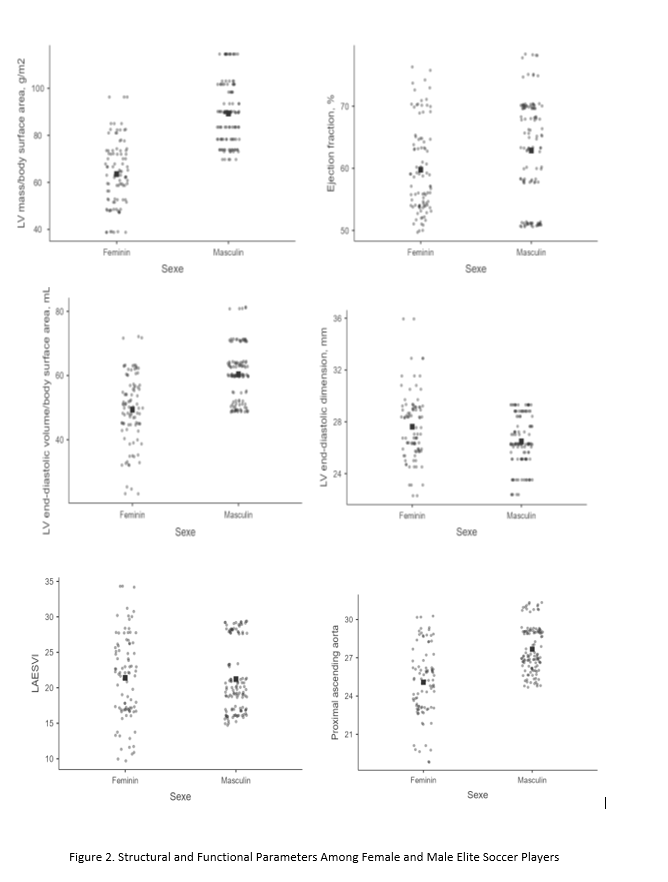 LV mass/body surface area, g/m2
100
80
60
40
Feminin
Masculin
Sexe
Ejection fraction, %
70
60
50
Feminin
Masculin
Sexe
LV end-diastolic volume/body surface area, mL
80
60
40
Feminin
Masculin
Sexe
LV end-diastolic dimension, mm
36
32
28
24
Feminin
Masculin
Sexe
LAESVI
35
30
25
20
15
10
Feminin
Masculin
Sexe
Proximal ascending aorta
30
27
24
21
Feminin
Masculin
Sexe
Figure 2. Structural and Functional Parameters Among Female and Male Elite Soccer Players